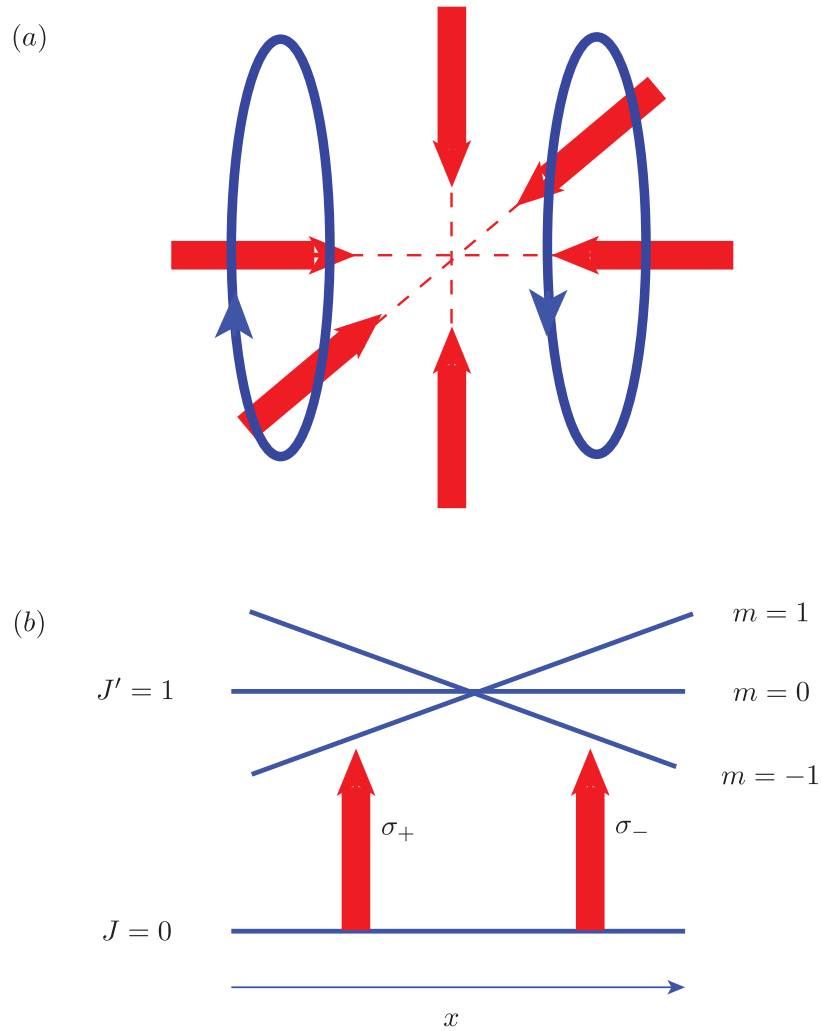 (a)
(b)
m = 1
J′ = 1
m = 0
m = −1
σ+
σ−
J = 0
x